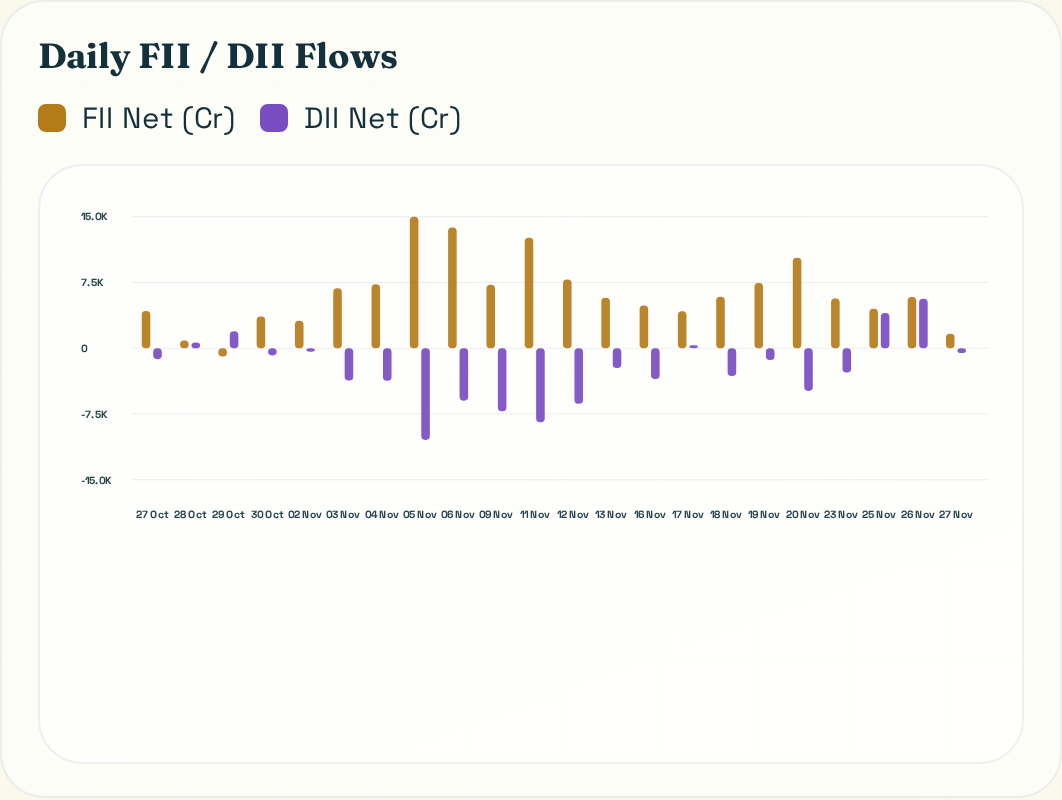 Daily FII / DII Flows
FII Net (Cr) DII Net (Cr)
15.0K
7.5K
0
-7.5K
-15.0K
27 Oct 28 Oct 29 Oct 30 Oct 02 Nov 03 Nov 04 Nov 05 Nov 06 Nov 09 Nov 11 Nov 12 Nov 13 Nov 16 Nov 17 Nov 18 Nov 19 Nov 20 Nov 23 Nov 25 Nov 26 Nov 27 Nov